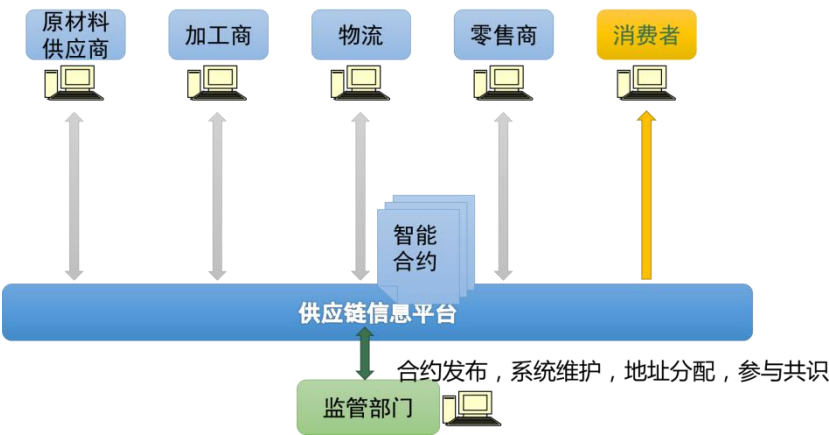 原材料
供应商
加工商
物流
零售商
消费者
智能
合约
供应链信息平台
合约发布，系统维护，地址分配，参与共识
监管部门